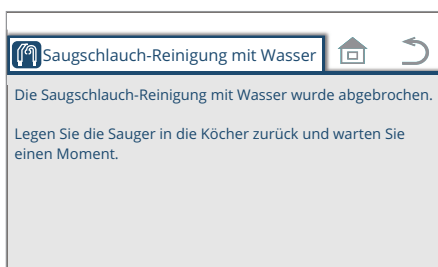 Saugschlauch-Reinigung mit Wasser
Die Saugschlauch-Reinigung mit Wasser wurde abgebrochen.
Legen Sie die Sauger in die Köcher zurück und warten Sie
einen Moment.